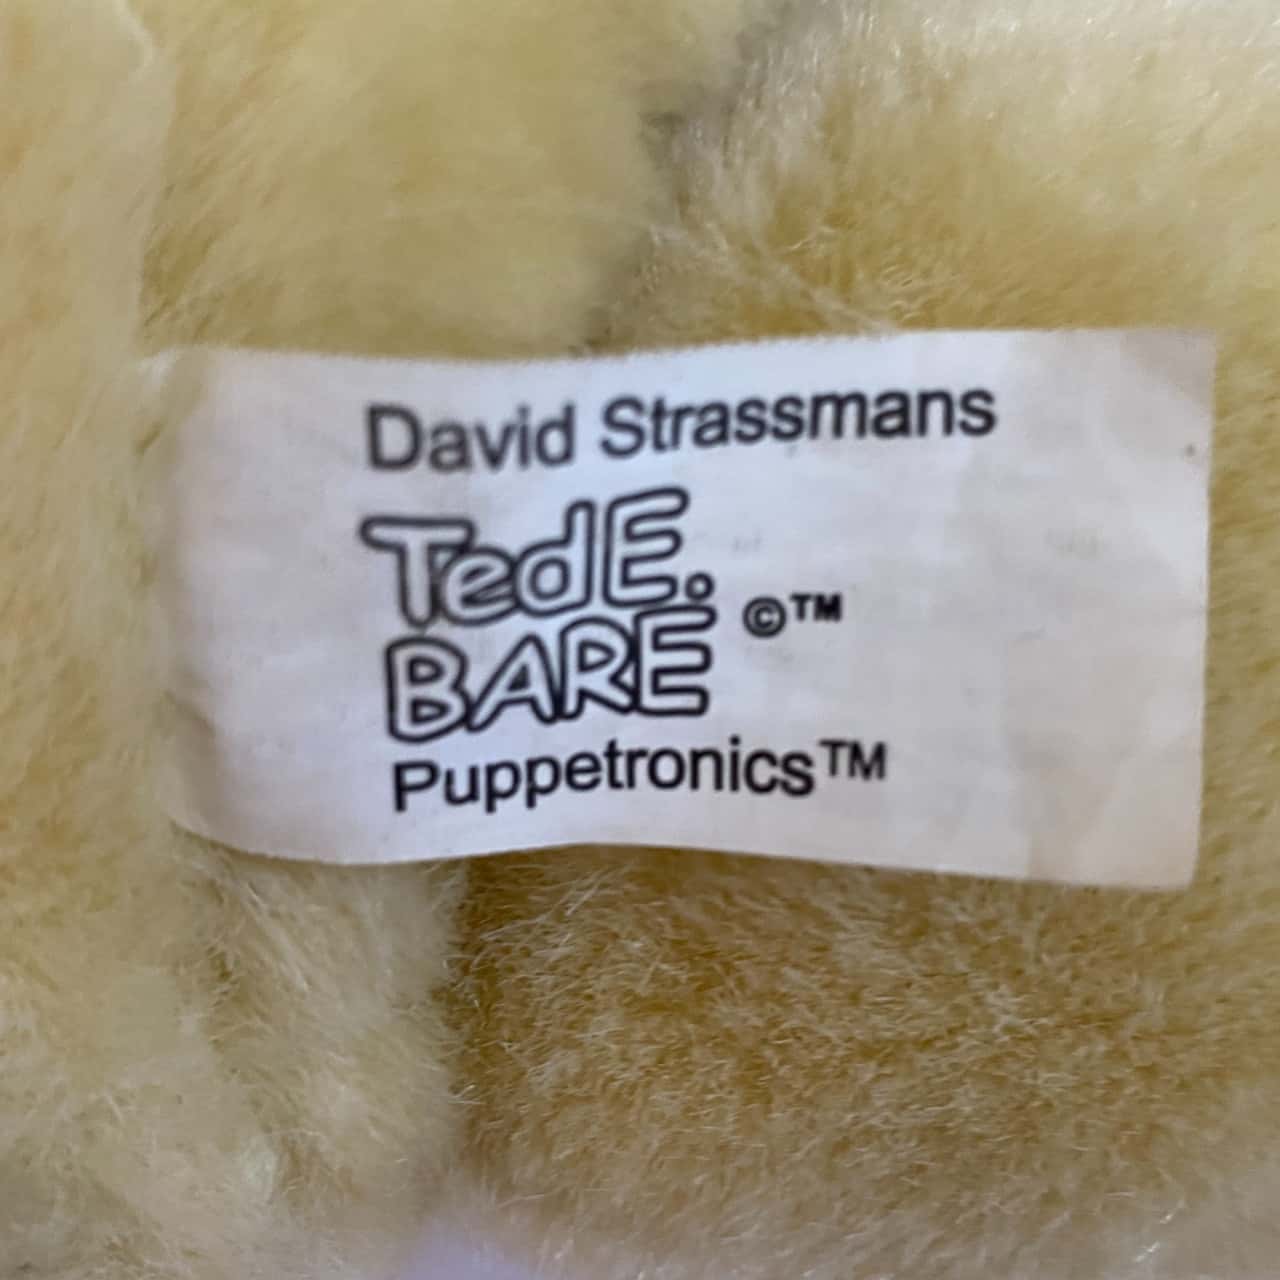 David Strassmans
TedE.
BARE ©™
Puppetronics™